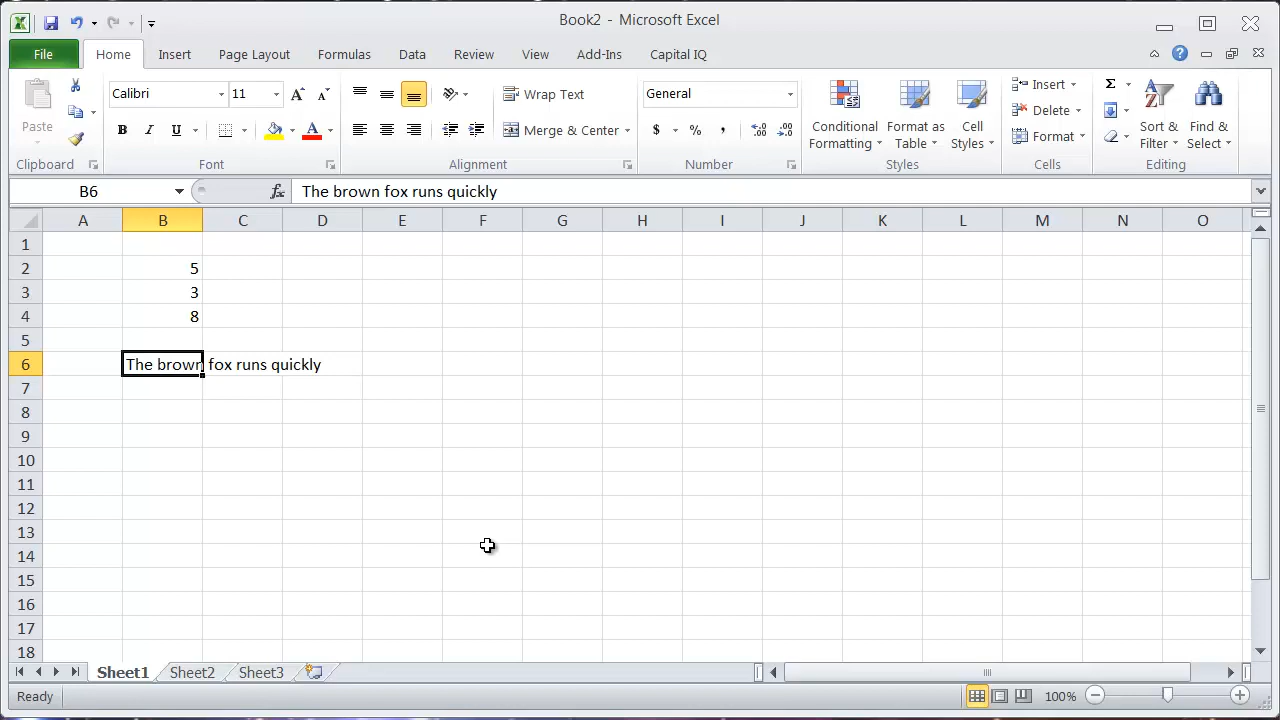 Book2 - Microsoft Excel
File Home Insert Page Layout Formulas Data Review View Add-Ins Capital IQ
Paste
Clipboard
Calibri 11
B I U A
Font
Wrap Text
Merge & Center
Alignment
General
$ % ,
Number
Conditional Formatting
Format as Table
Cell Styles
Styles
Insert
Delete
Format
Cells
Σ
Sort & Filter
Find & Select
Editing
B6 fx The brown fox runs quickly
A B C D E F G H I J K L M N O
1
2 5
3 3
4 8
5
6 The brown fox runs quickly
7
8
9
10
11
12
13
14
15
16
17
18
Sheet1 Sheet2 Sheet3
Ready 100%